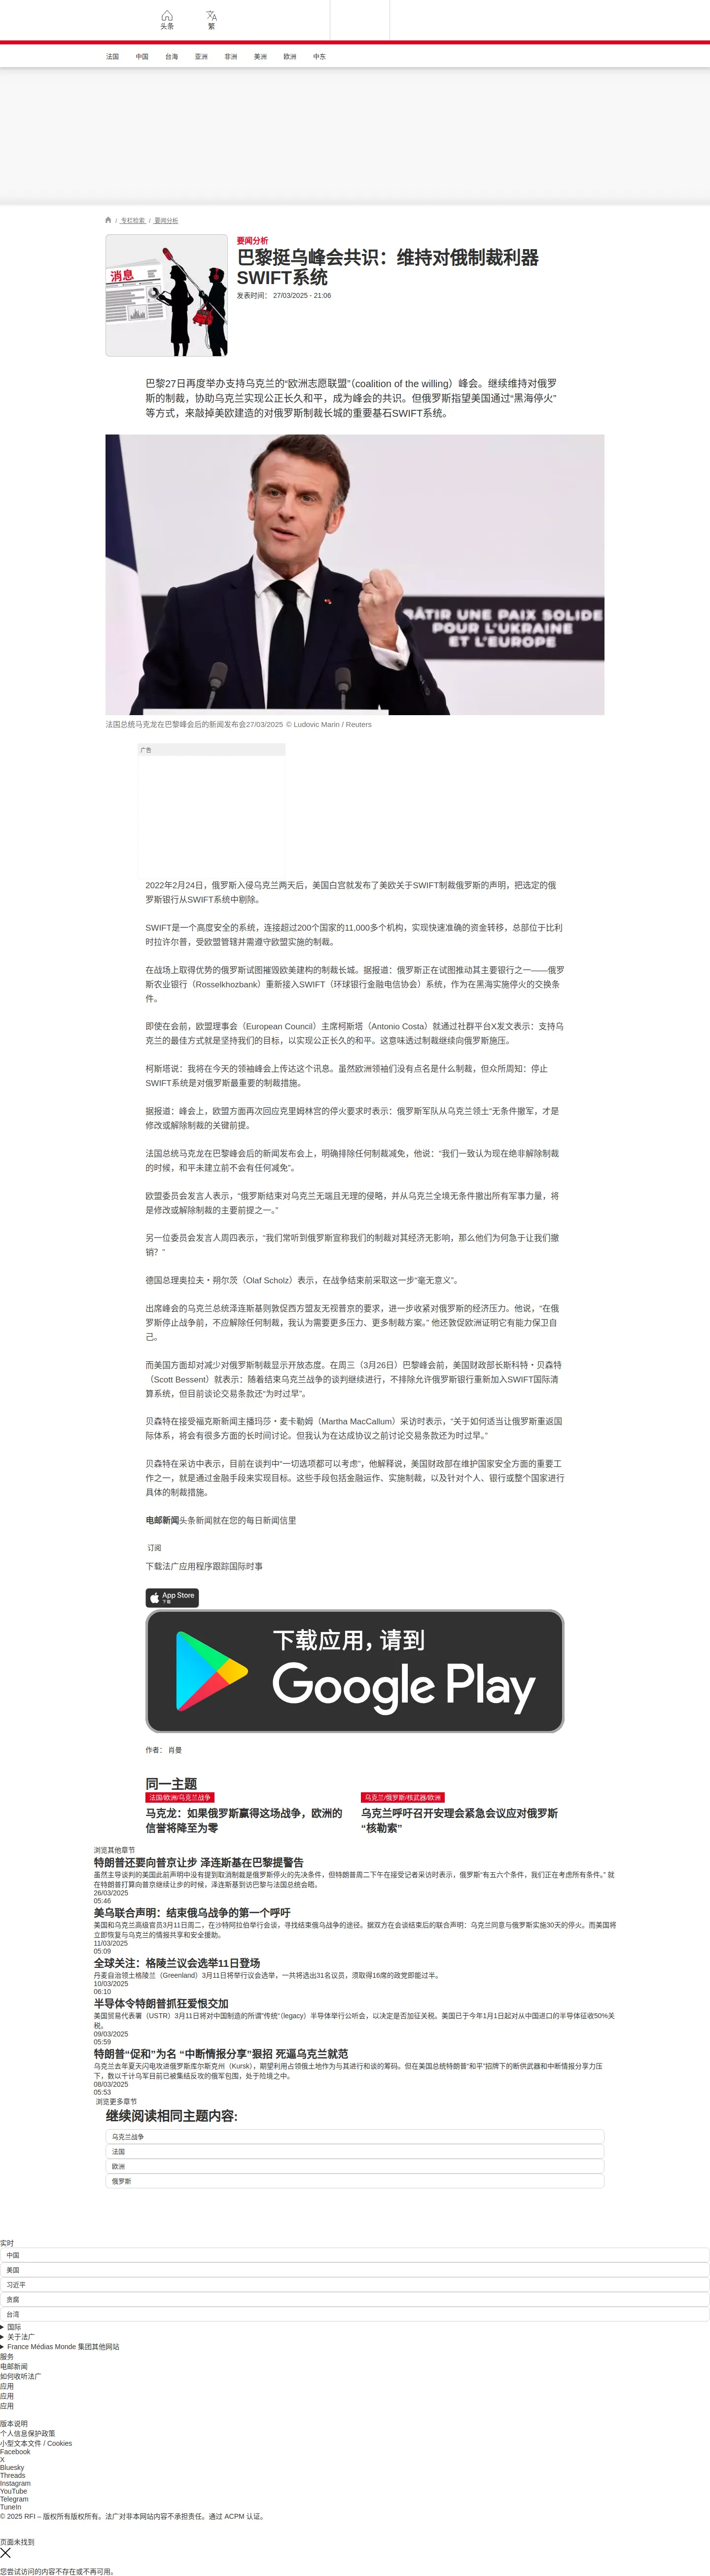 头条
繁
法国 中国 台海 亚洲 非洲 美洲 欧洲 中东
/ 专栏检索 / 要闻分析
消息
要闻分析
巴黎挺乌峰会共识：维持对俄制裁利器
SWIFT系统
发表时间： 27/03/2025 - 21:06
巴黎27日再度举办支持乌克兰的“欧洲志愿联盟”（coalition of the willing）峰会。继续维持对俄罗
斯的制裁，协助乌克兰实现公正长久和平，成为峰会的共识。但俄罗斯指望美国通过“黑海停火”
等方式，来敲掉美欧建造的对俄罗斯制裁长城的重要基石SWIFT系统。
BÂTIR UNE PAIX SOLIDE
POUR L'UKRAINE
ET L'EUROPE
法国总统马克龙在巴黎峰会后的新闻发布会27/03/2025 © Ludovic Marin / Reuters
广告
2022年2月24日，俄罗斯入侵乌克兰两天后，美国白宫就发布了美欧关于SWIFT制裁俄罗斯的声明，把选定的俄
罗斯银行从SWIFT系统中剔除。
SWIFT是一个高度安全的系统，连接超过200个国家的11,000多个机构，实现快速准确的资金转移，总部位于比利
时拉许尔普，受欧盟管辖并需遵守欧盟实施的制裁。
在战场上取得优势的俄罗斯试图摧毁欧美建构的制裁长城。据报道：俄罗斯正在试图推动其主要银行之一——俄罗
斯农业银行（Rosselkhozbank）重新接入SWIFT（环球银行金融电信协会）系统，作为在黑海实施停火的交换条
件。
即使在会前，欧盟理事会（European Council）主席柯斯塔（Antonio Costa）就通过社群平台X发文表示：支持乌
克兰的最佳方式就是坚持我们的目标，以实现公正长久的和平。这意味透过制裁继续向俄罗斯施压。
柯斯塔说：我将在今天的领袖峰会上传达这个讯息。虽然欧洲领袖们没有点名是什么制裁，但众所周知：停止
SWIFT系统是对俄罗斯最重要的制裁措施。
据报道：峰会上，欧盟方面再次回应克里姆林宫的停火要求时表示：俄罗斯军队从乌克兰领土“无条件撤军，才是
修改或解除制裁的关键前提。
法国总统马克龙在巴黎峰会后的新闻发布会上，明确排除任何制裁减免，他说：“我们一致认为现在绝非解除制裁
的时候，和平未建立前不会有任何减免”。
欧盟委员会发言人表示，“俄罗斯结束对乌克兰无端且无理的侵略，并从乌克兰全境无条件撤出所有军事力量，将
是修改或解除制裁的主要前提之一。”
另一位委员会发言人周四表示，“我们常听到俄罗斯宣称我们的制裁对其经济无影响，那么他们为何急于让我们撤
销？”
德国总理奥拉夫・朔尔茨（Olaf Scholz）表示，在战争结束前采取这一步“毫无意义”。
出席峰会的乌克兰总统泽连斯基则敦促西方盟友无视普京的要求，进一步收紧对俄罗斯的经济压力。他说，“在俄
罗斯停止战争前，不应解除任何制裁，我认为需要更多压力、更多制裁方案。” 他还敦促欧洲证明它有能力保卫自
己。
而美国方面却对减少对俄罗斯制裁显示开放态度。在周三（3月26日）巴黎峰会前，美国财政部长斯科特・贝森特
（Scott Bessent）就表示：随着结束乌克兰战争的谈判继续进行，不排除允许俄罗斯银行重新加入SWIFT国际清
算系统，但目前谈论交易条款还“为时过早”。
贝森特在接受福克斯新闻主播玛莎・麦卡勒姆（Martha MacCallum）采访时表示，“关于如何适当让俄罗斯重返国
际体系，将会有很多方面的长时间讨论。但我认为在达成协议之前讨论交易条款还为时过早。”
贝森特在采访中表示，目前在谈判中“一切选项都可以考虑”，他解释说，美国财政部在维护国家安全方面的重要工
作之一，就是通过金融手段来实现目标。这些手段包括金融运作、实施制裁，以及针对个人、银行或整个国家进行
具体的制裁措施。
电邮新闻头条新闻就在您的每日新闻信里
订阅
下载法广应用程序跟踪国际时事
App Store
下载
下载应用，请到
Google Play
作者： 肖曼
同一主题
法国/欧洲/乌克兰战争
马克龙：如果俄罗斯赢得这场战争，欧洲的
信誉将降至为零
乌克兰/俄罗斯/核武器/欧洲
乌克兰呼吁召开安理会紧急会议应对俄罗斯
“核勒索”
浏览其他章节
特朗普还要向普京让步 泽连斯基在巴黎提警告
虽然主导谈判的美国此前声明中没有提到取消制裁是俄罗斯停火的先决条件，但特朗普周二下午在接受记者采访时表示，俄罗斯“有五六个条件，我们正在考虑所有条件。” 就
在特朗普打算向普京继续让步的时候，泽连斯基到访巴黎与法国总统会晤。
26/03/2025
05:46
美乌联合声明：结束俄乌战争的第一个呼吁
美国和乌克兰高级官员3月11日周二，在沙特阿拉伯举行会谈，寻找结束俄乌战争的途径。据双方在会谈结束后的联合声明：乌克兰同意与俄罗斯实施30天的停火。而美国将
立即恢复与乌克兰的情报共享和安全援助。
11/03/2025
05:09
全球关注：格陵兰议会选举11日登场
丹麦自治领土格陵兰（Greenland）3月11日将举行议会选举，一共将选出31名议员，须取得16席的政党即能过半。
10/03/2025
06:10
半导体令特朗普抓狂爱恨交加
美国贸易代表署（USTR）3月11日将对中国制造的所谓”传统“（legacy）半导体举行公听会，以决定是否加征关税。美国已于今年1月1日起对从中国进口的半导体征收50%关
税。
09/03/2025
05:59
特朗普“促和”为名 “中断情报分享”狠招 死逼乌克兰就范
乌克兰去年夏天闪电攻进俄罗斯库尔斯克州（Kursk），期望利用占领俄土地作为与其进行和谈的筹码。但在美国总统特朗普“和平”招牌下的断供武器和中断情报分享力压
下，数以千计乌军目前已被集结反攻的俄军包围，处于险境之中。
08/03/2025
05:53
浏览更多章节
继续阅读相同主题内容:
乌克兰战争
法国
欧洲
俄罗斯
实时
中国
美国
习近平
贪腐
台湾
国际
关于法广
France Médias Monde 集团其他网站
服务
电邮新闻
如何收听法广
应用
应用
应用
版本说明
个人信息保护政策
小型文本文件 / Cookies
Facebook
X
Bluesky
Threads
Instagram
YouTube
Telegram
TuneIn
© 2025 RFI – 版权所有版权所有。法广对非本网站内容不承担责任。通过 ACPM 认证。
页面未找到
您尝试访问的内容不存在或不再可用。